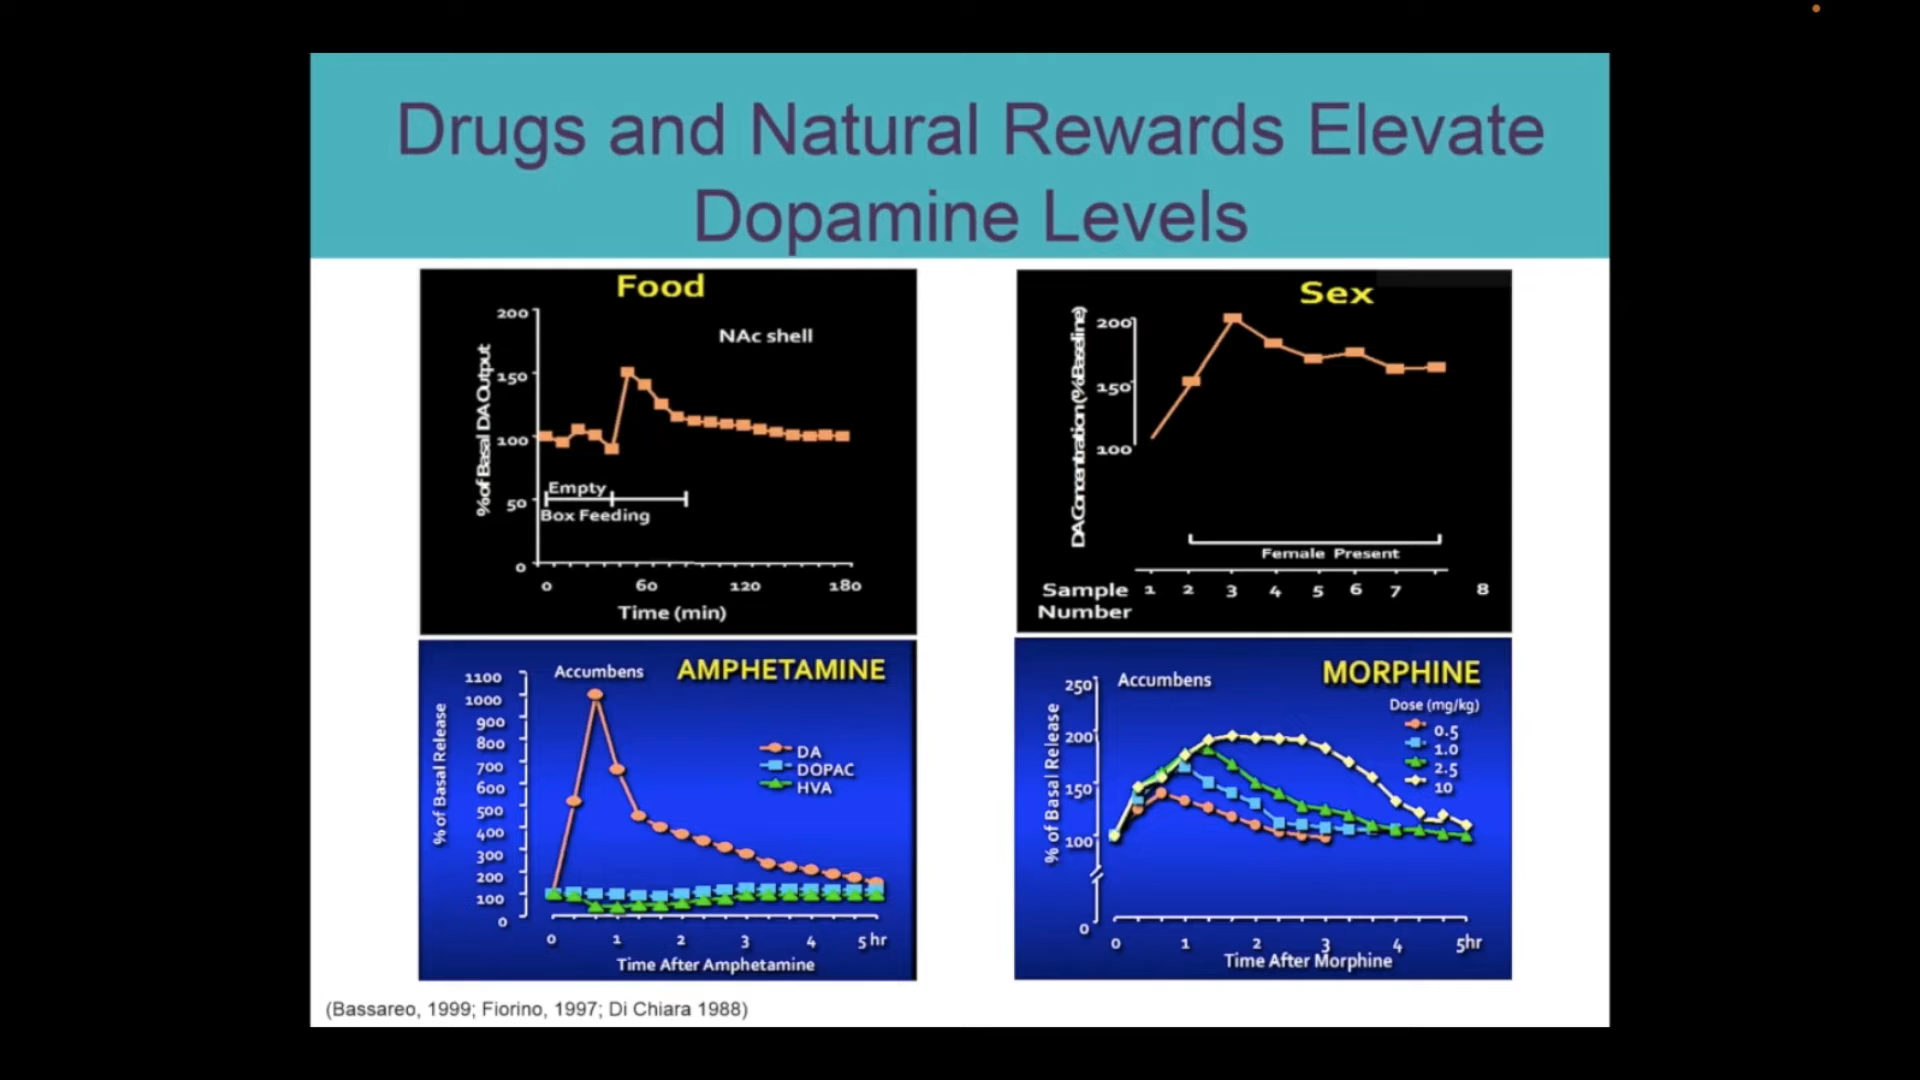 Drugs and Natural Rewards Elevate
Dopamine Levels
Food
NAc shell
% of Basal DA Output
200
150
100
50
0
Empty
Box Feeding
0 60 120 180
Time (min)
Sex
DA Concentration (% Baseline)
200
150
100
Female Present
Sample 1 2 3 4 5 6 7 8
Number
Accumbens AMPHETAMINE
% of Basal Release
1100
1000
900
800
700
600
500
400
300
200
100
0
DA
DOPAC
HVA
0 1 2 3 4 5 hr
Time After Amphetamine
MORPHINE
Accumbens
% of Basal Release
250
200
150
100
0
Dose (mg/kg)
0.5
1.0
2.5
10
0 1 2 3 4 5hr
Time After Morphine
(Bassareo, 1999; Fiorino, 1997; Di Chiara 1988)